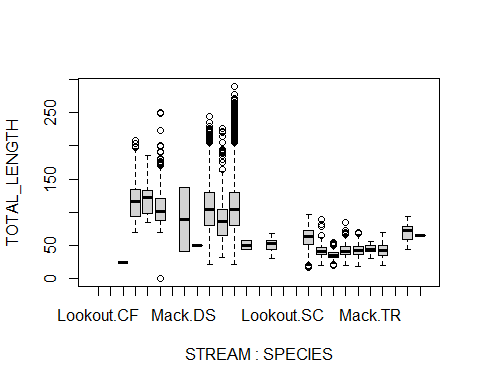 TOTAL_LENGTH
250
150
50
0
Lookout.CF Mack.DS Lookout.SC Mack.TR
STREAM : SPECIES